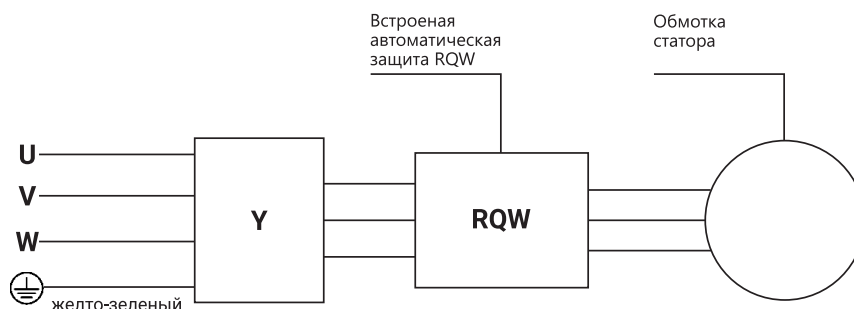 Встроеная
автоматическая
защита RQW
Обмотка
статора
U
V
W
Y
RQW
желто-зеленый